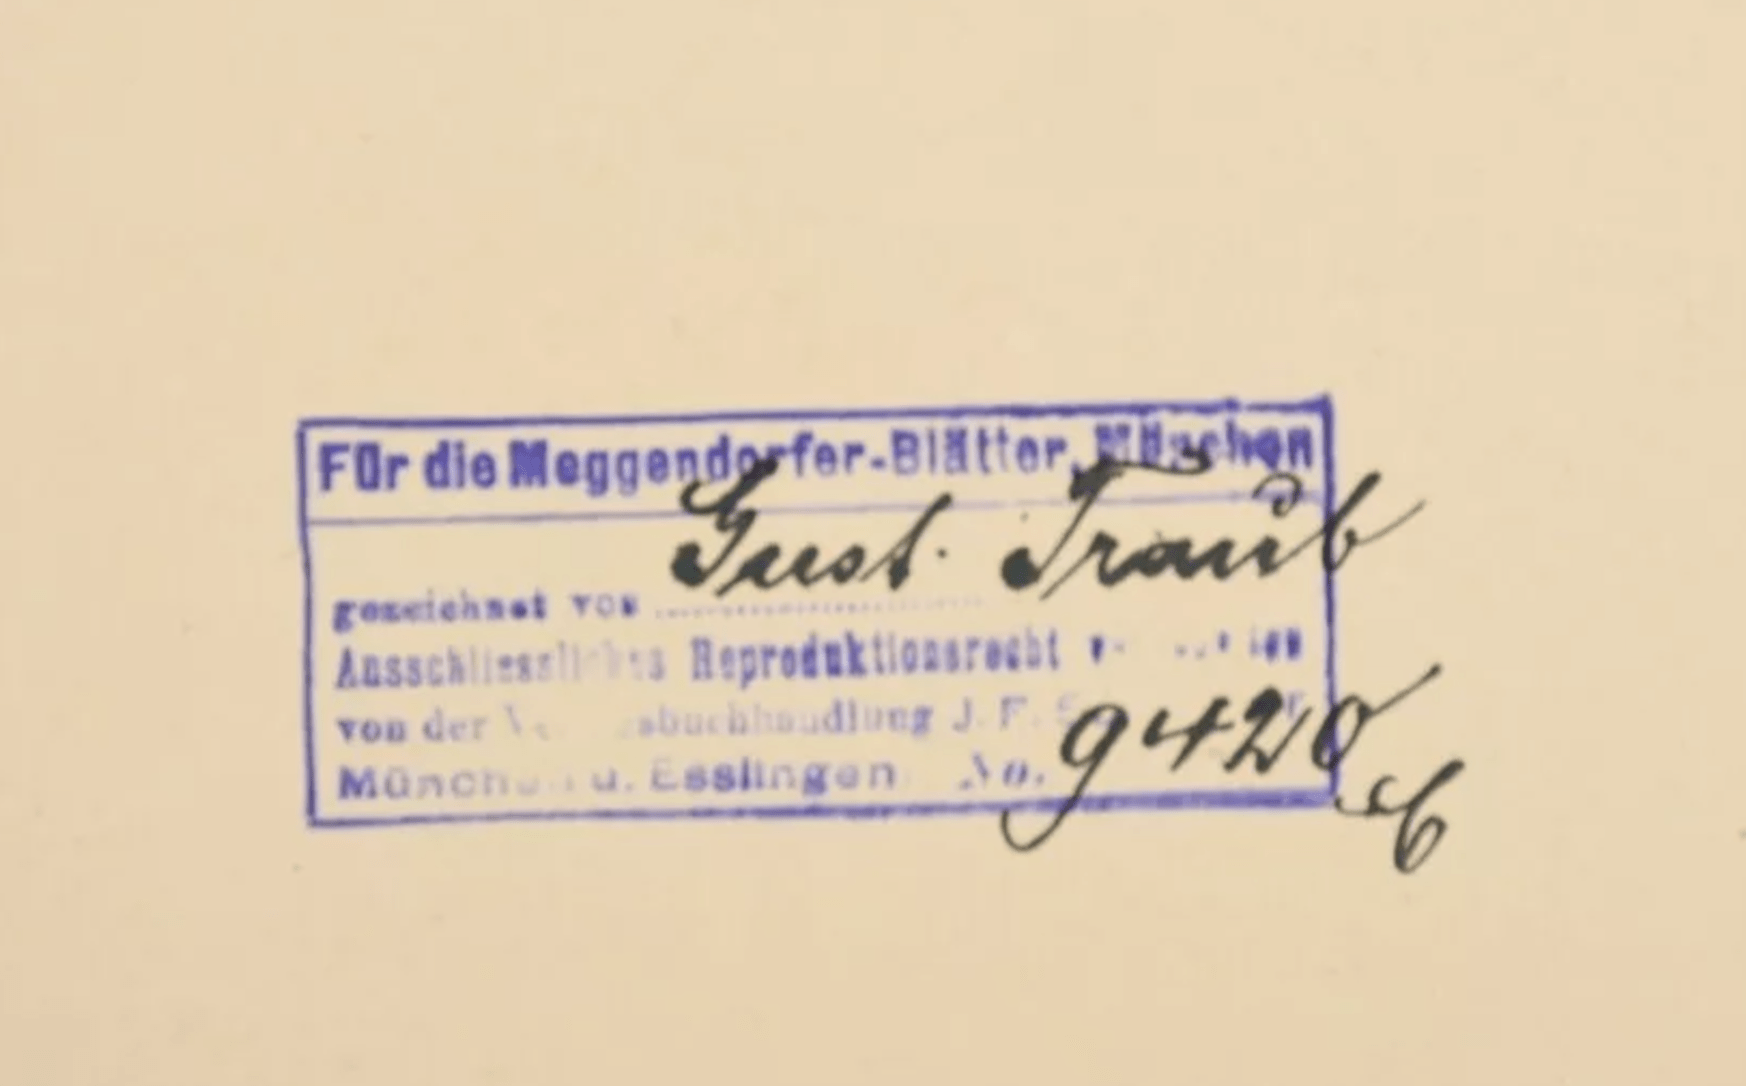 Für die Meggendorfer-Blätter, München
gezeichnet von Gust. Traub
Ausschliessliches Reproduktionsrecht
von der J. F.
München u. Esslingen No. 9420